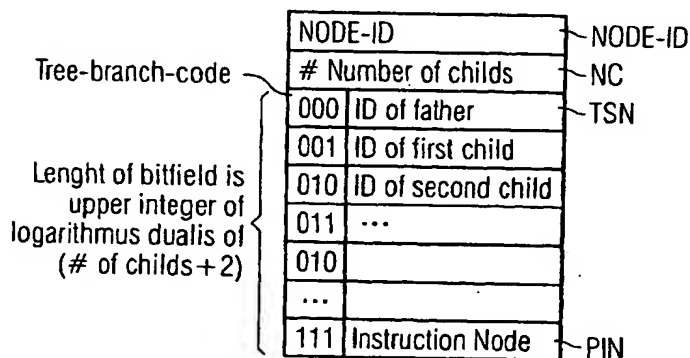 NODE-ID
NODE-ID
Tree-branch-code
# Number of childs
NC
000 ID of father
TSN
001 ID of first child
010 ID of second child
011 ...
010
...
111 Instruction Node
PIN
Lenght of bitfield is
upper integer of
logarithmus dualis of
(# of childs+2)